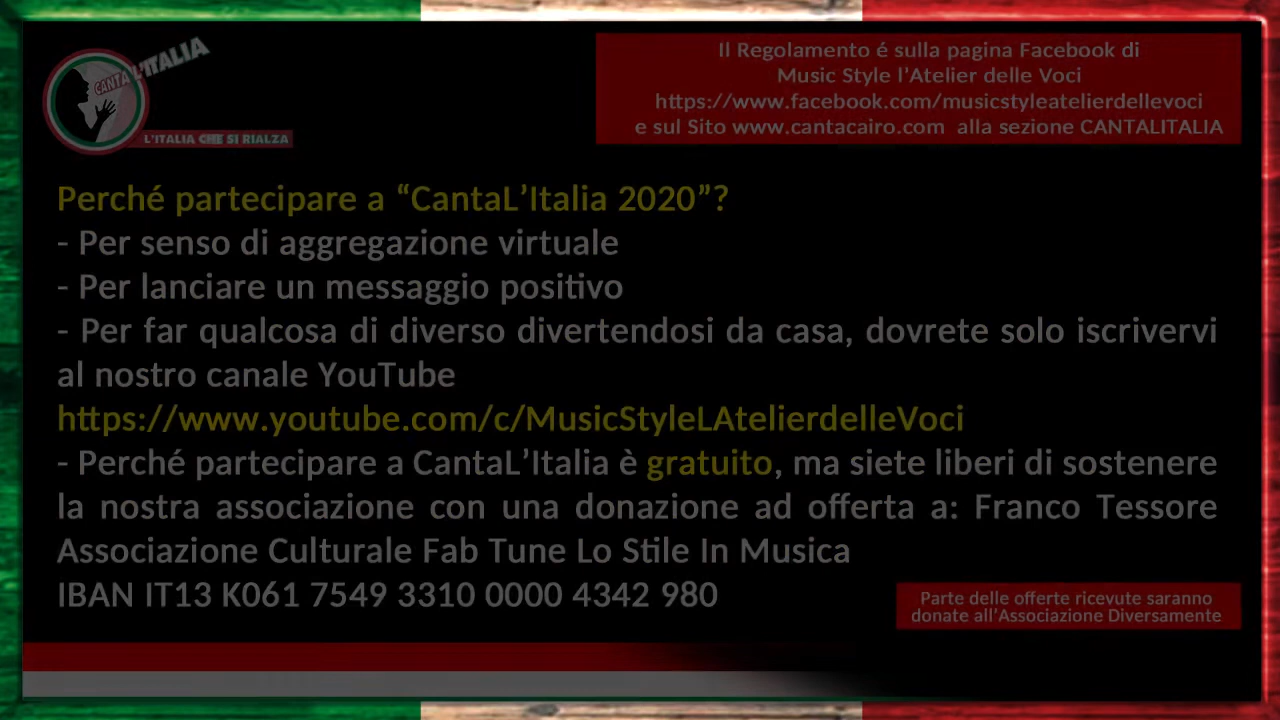 CANTA L'ITALIA
L'ITALIA CHE SI RIALZA
Il Regolamento é sulla pagina Facebook di
Music Style l’Atelier delle Voci
https://www.facebook.com/musicstyleatelierdellevoci
e sul Sito www.cantacairo.com alla sezione CANTALITALIA
Perché partecipare a “CantaL’Italia 2020”?
- Per senso di aggregazione virtuale
- Per lanciare un messaggio positivo
- Per far qualcosa di diverso divertendosi da casa, dovrete solo iscrivervi
al nostro canale YouTube
https://www.youtube.com/c/MusicStyleLAtelierdelleVoci
- Perché partecipare a CantaL’Italia è gratuito, ma siete liberi di sostenere
la nostra associazione con una donazione ad offerta a: Franco Tessore
Associazione Culturale Fab Tune Lo Stile In Musica
IBAN IT13 K061 7549 3310 0000 4342 980
Parte delle offerte ricevute saranno
donate all’Associazione Diversamente